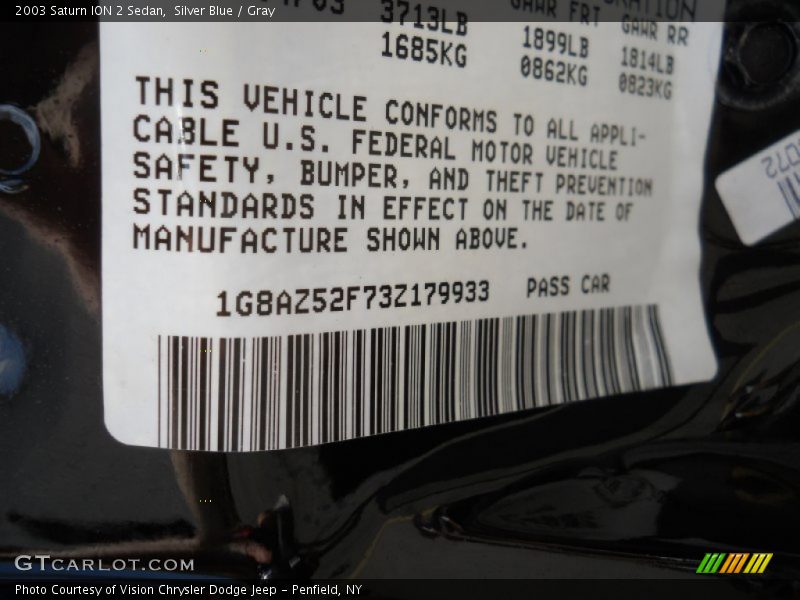 2003 Saturn ION 2 Sedan,  Silver Blue / Gray
3713LB GAWR FRT GAWR RR
1685KG 1899LB 1814LB
0862KG 0823KG
THIS VEHICLE CONFORMS TO ALL APPLI-
CABLE U.S. FEDERAL MOTOR VEHICLE
SAFETY, BUMPER, AND THEFT PREVENTION
STANDARDS IN EFFECT ON THE DATE OF
MANUFACTURE SHOWN ABOVE.
1G8AZ52F73Z179933 PASS CAR
GTCARLOT.COM
Photo Courtesy of Vision Chrysler Dodge Jeep - Penfield, NY